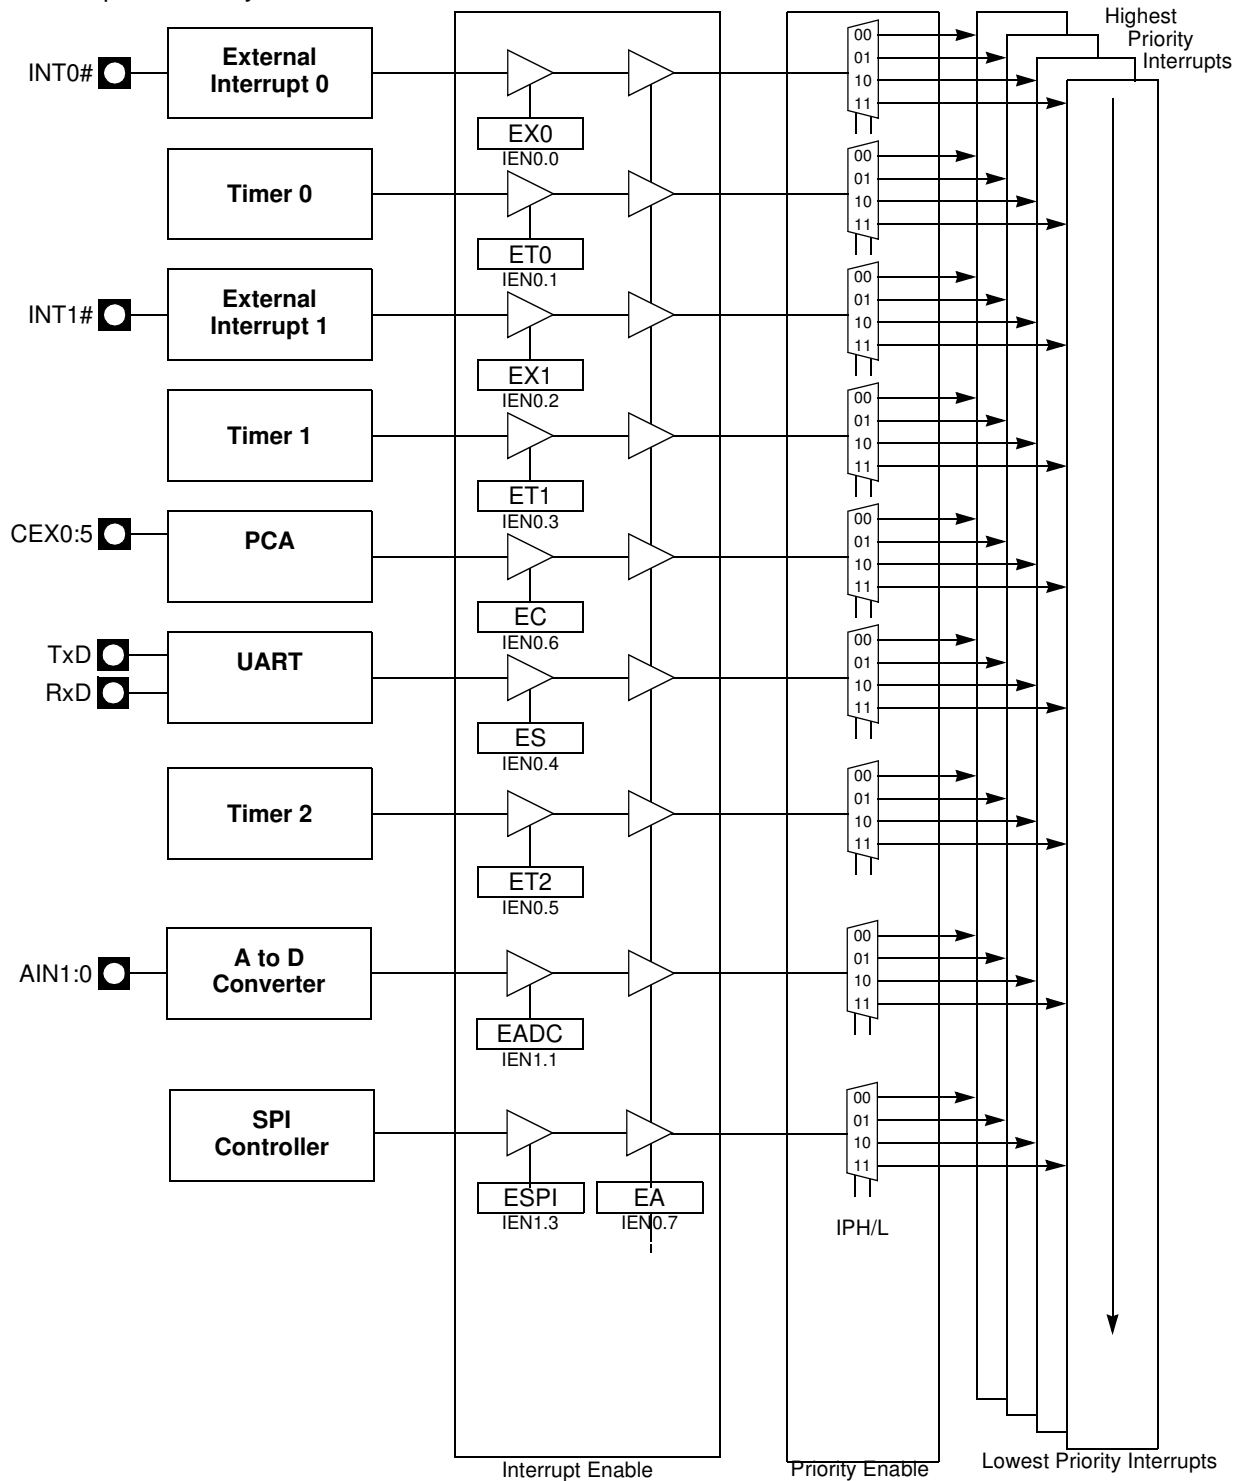 Highest
Priority
Interrupts
INT0#
External
Interrupt 0
EX0
IEN0.0
00
01
10
11
Timer 0
ET0
IEN0.1
00
01
10
11
INT1#
External
Interrupt 1
EX1
IEN0.2
00
01
10
11
Timer 1
ET1
IEN0.3
00
01
10
11
CEX0:5
PCA
EC
IEN0.6
00
01
10
11
TxD
RxD
UART
ES
IEN0.4
00
01
10
11
Timer 2
ET2
IEN0.5
00
01
10
11
AIN1:0
A to D
Converter
EADC
IEN1.1
00
01
10
11
SPI
Controller
ESPI
IEN1.3
EA
IEN0.7
00
01
10
11
IPH/L
Interrupt Enable
Priority Enable
Lowest Priority Interrupts